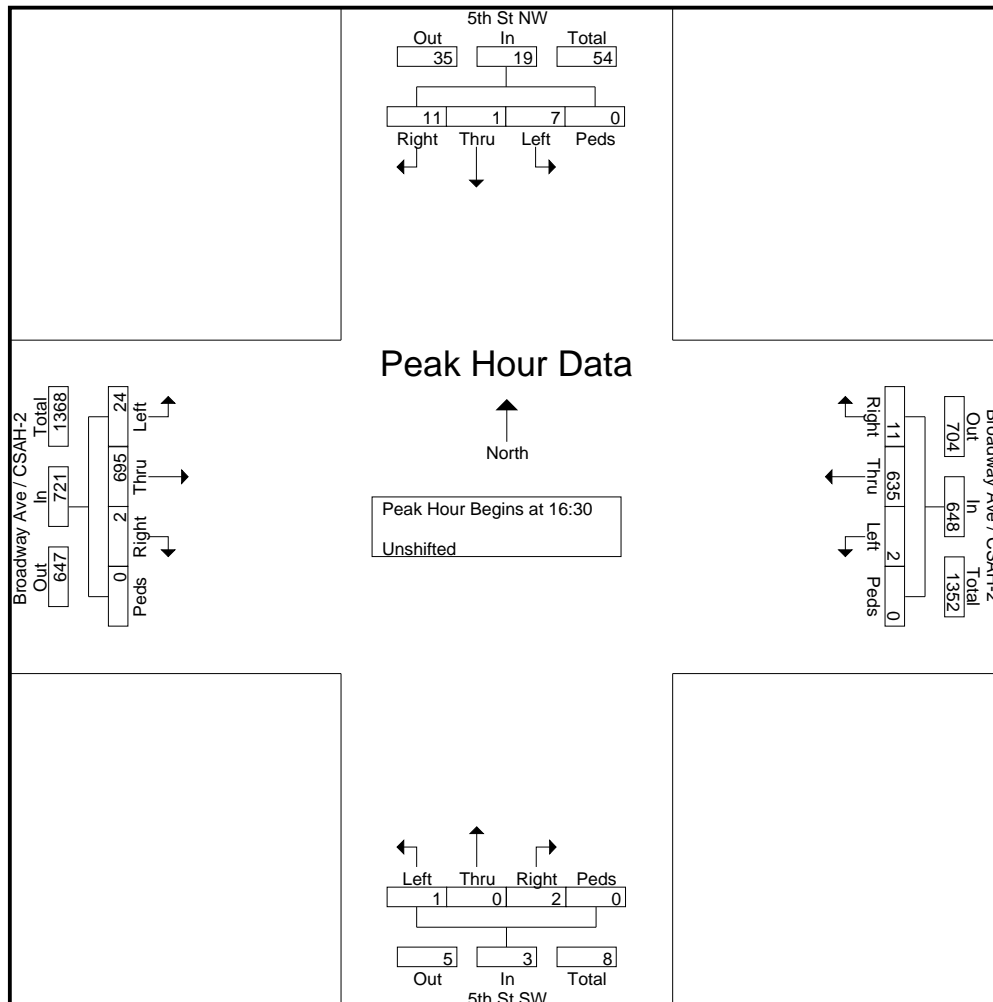 5th St NW
Out In Total
35 19 54
11 1 7 0
Right Thru Left Peds
Peak Hour Data
North
Peak Hour Begins at 16:30
Unshifted
Broadway Ave / CSAH-2
Total In Out
1368 721 647
24 695 2 0
Left Thru Right Peds
Right Thru Left Peds
11 635 2 0
704 648 1352
Out In Total
Broadway Ave / CSAH-2
Left Thru Right Peds
1 0 2 0
5 3 8
Out In Total
5th St SW